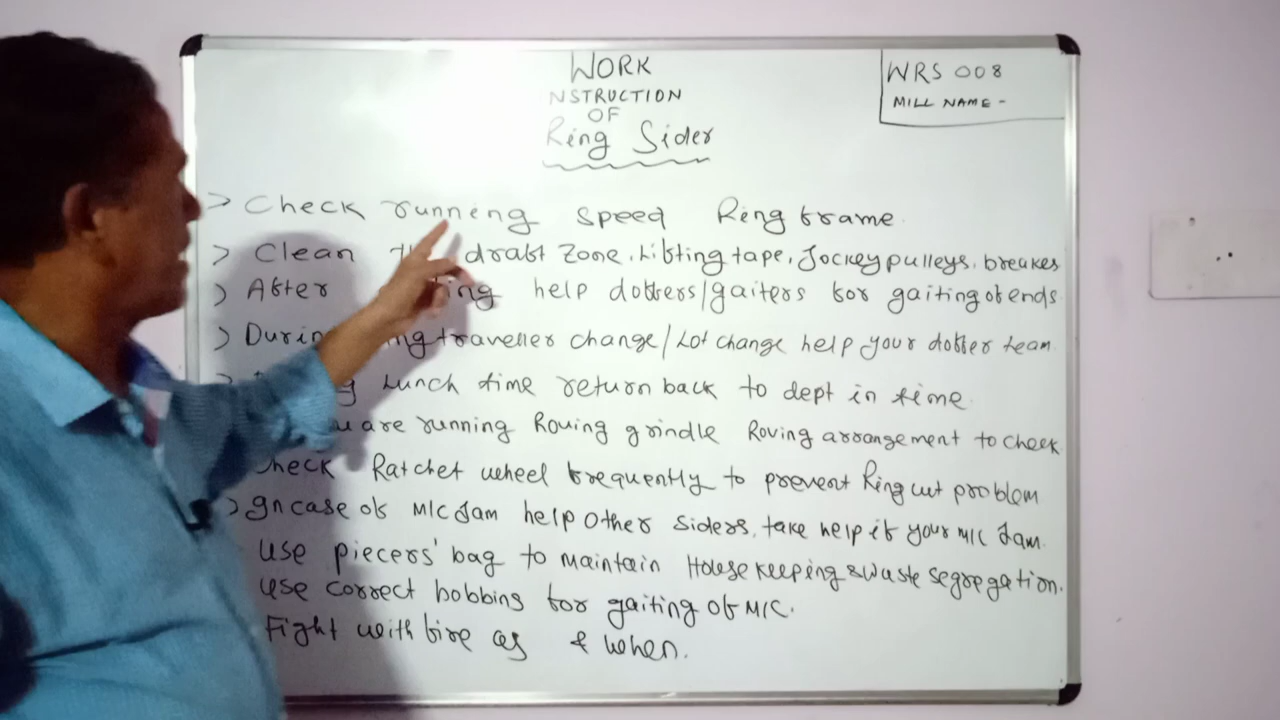 WORK
NSTRUCTION
OF
Ring Sider
WRS 008
MILL NAME -
> Check running speed Ring frame.
> Clean draft Zone, Lifting tape, Jockey pulleys, breakes
> After help doffers/gaiters for gaiting of ends
> traveller change/Lot change help your doffer team.
Lunch time return back to dept in time.
are running Roving grindle Roving arrangement to check
Check Ratchet wheel frequently to prevent Ring cut problem
> In case of M/C Jam help other siders, take help if your M/C Jam.
Use piecers' bag to maintain House keeping & waste segregation.
Use correct bobbins for gaiting of M/C.
Fight with fire as & when.